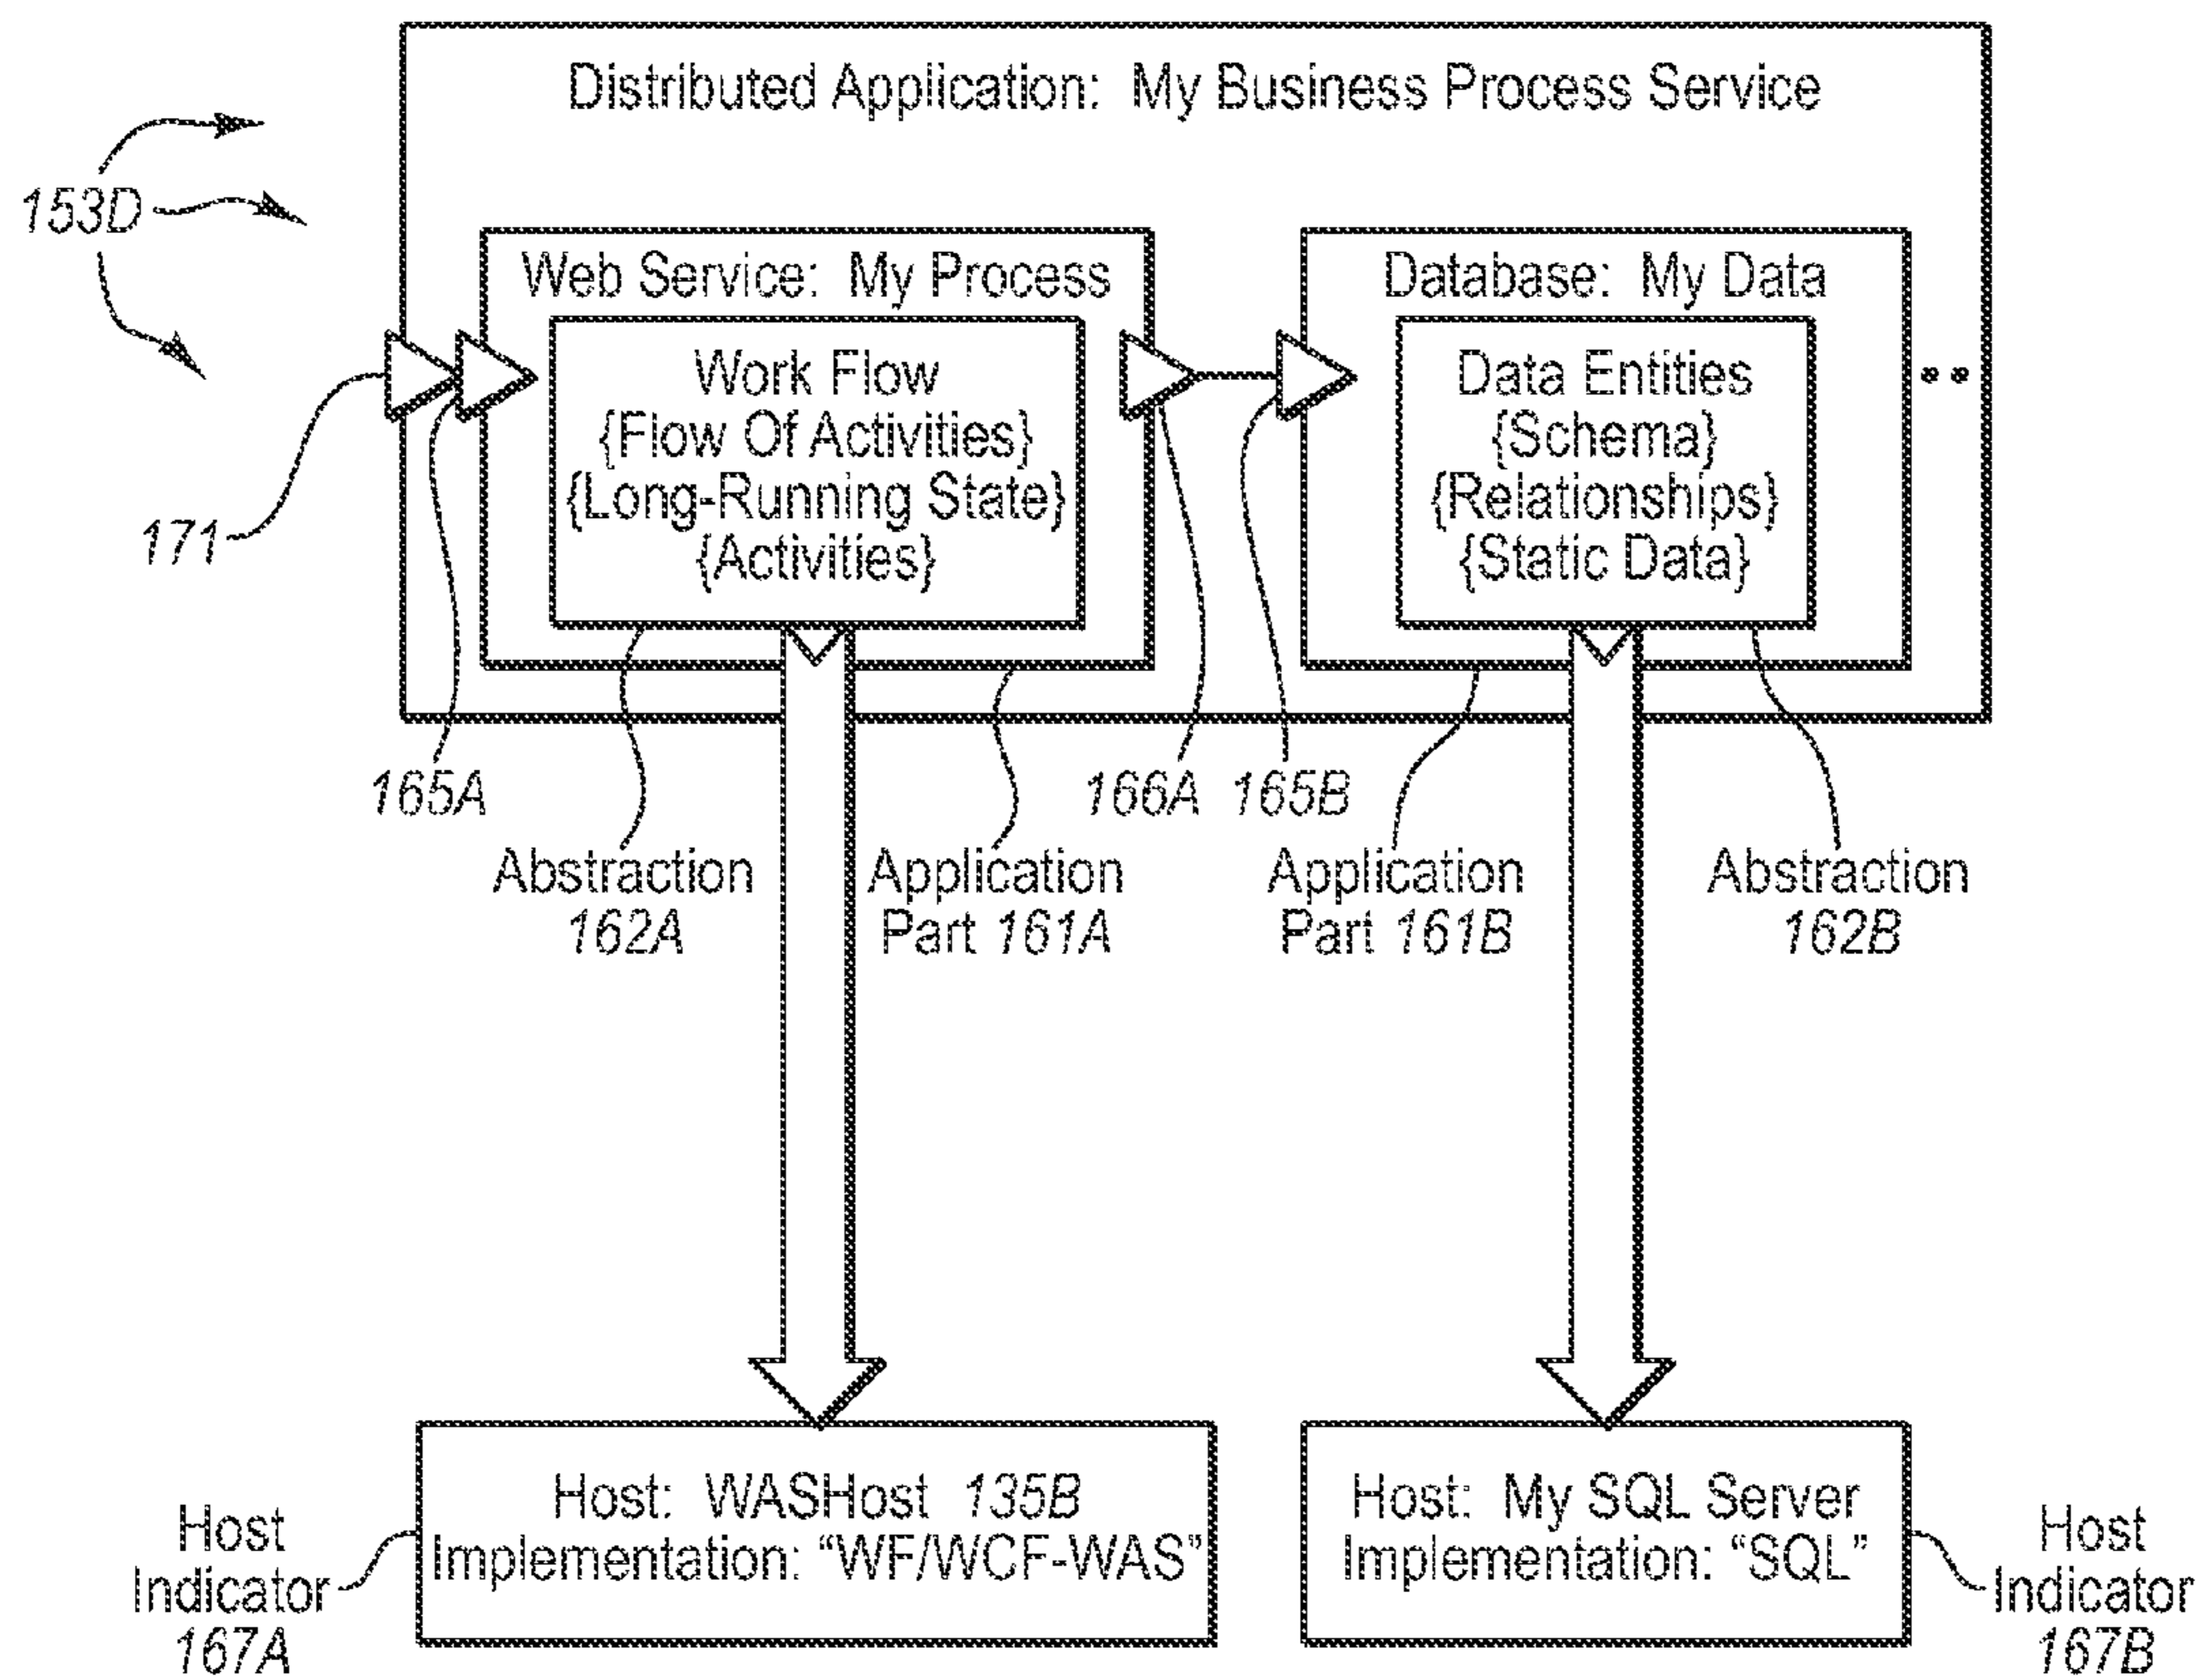 Distributed Application: My Business Process Service
153D
Web Service: My Process
Work Flow
{Flow Of Activities}
{Long-Running State}
{Activities}
Database: My Data
Data Entities
{Schema}
{Relationships}
{Static Data}
171
165A
166A
165B
Abstraction
162A
Application
Part 161A
Application
Part 161B
Abstraction
162B
Host: WASHost 135B
Implementation: “WF/WCF-WAS”
Host: My SQL Server
Implementation: “SQL”
Host
Indicator
167A
Host
Indicator
167B